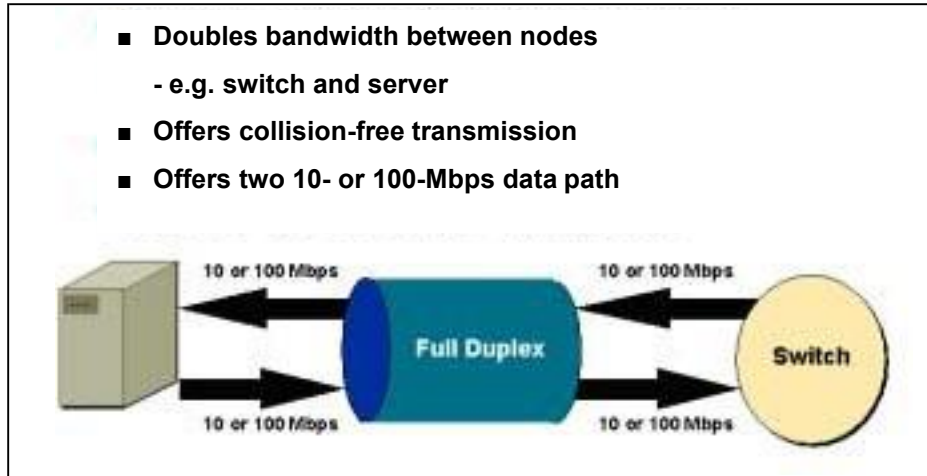 ■ Doubles bandwidth between nodes
- e.g. switch and server
■ Offers collision-free transmission
■ Offers two 10- or 100-Mbps data path
10 or 100 Mbps
10 or 100 Mbps
Full Duplex
Switch
10 or 100 Mbps
10 or 100 Mbps